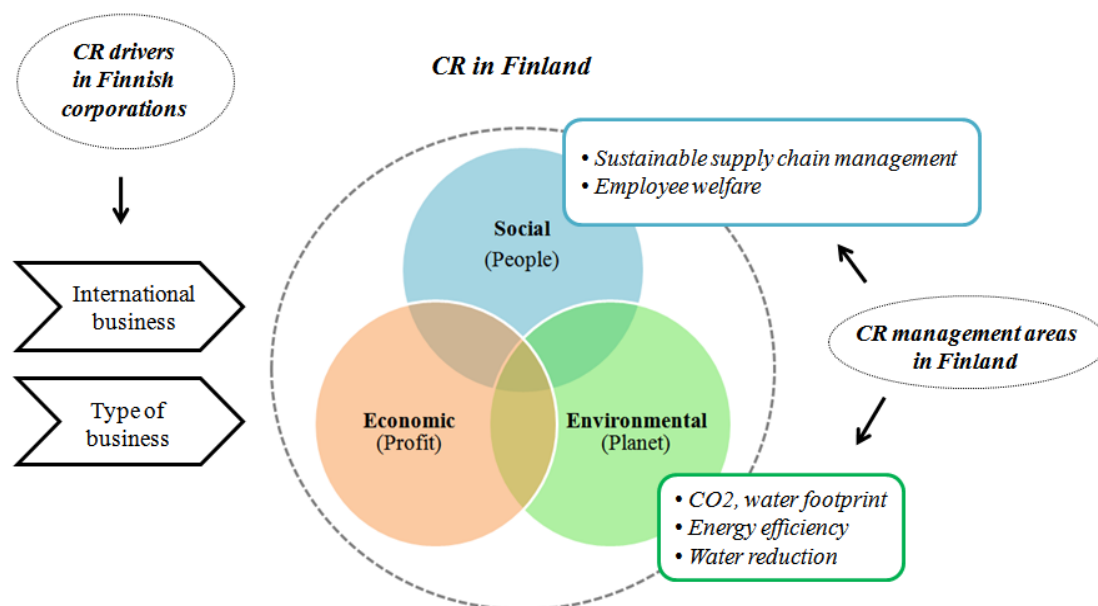 CR drivers
in Finnish
corporations
International
business
Type of
business
CR in Finland
Social
(People)
Economic
(Profit)
Environmental
(Planet)
• Sustainable supply chain management
• Employee welfare
CR management areas
in Finland
• CO2, water footprint
• Energy efficiency
• Water reduction